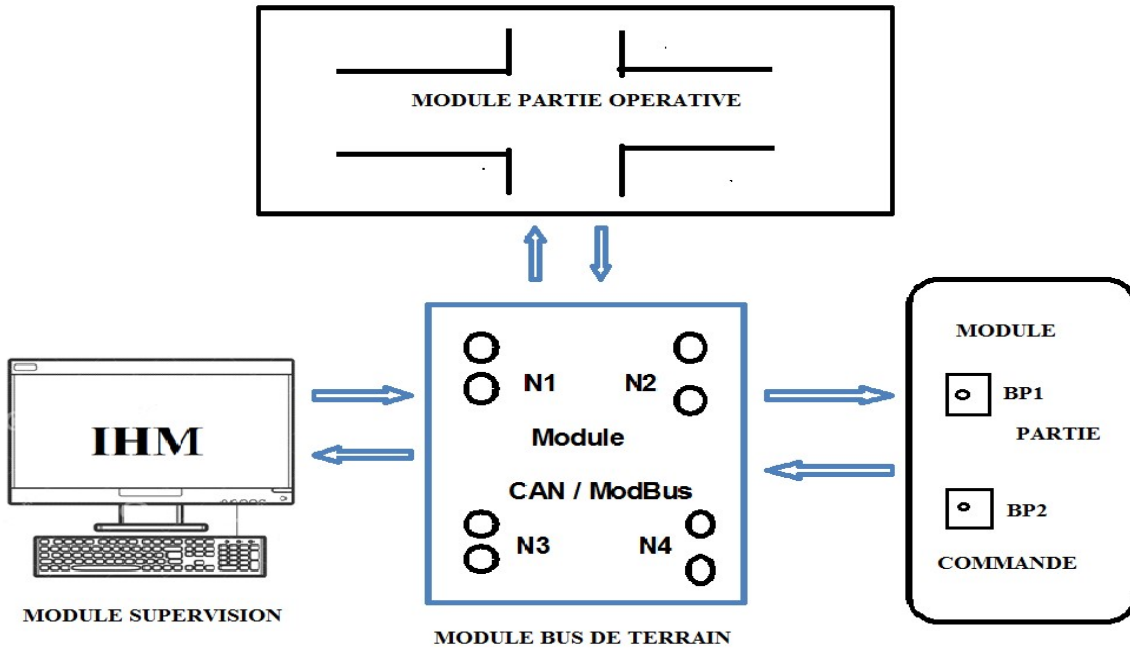 MODULE PARTIE OPERATIVE
IHM
MODULE SUPERVISION
N1 N2
Module
CAN / ModBus
N3 N4
MODULE BUS DE TERRAIN
MODULE
BP1
PARTIE
BP2
COMMANDE